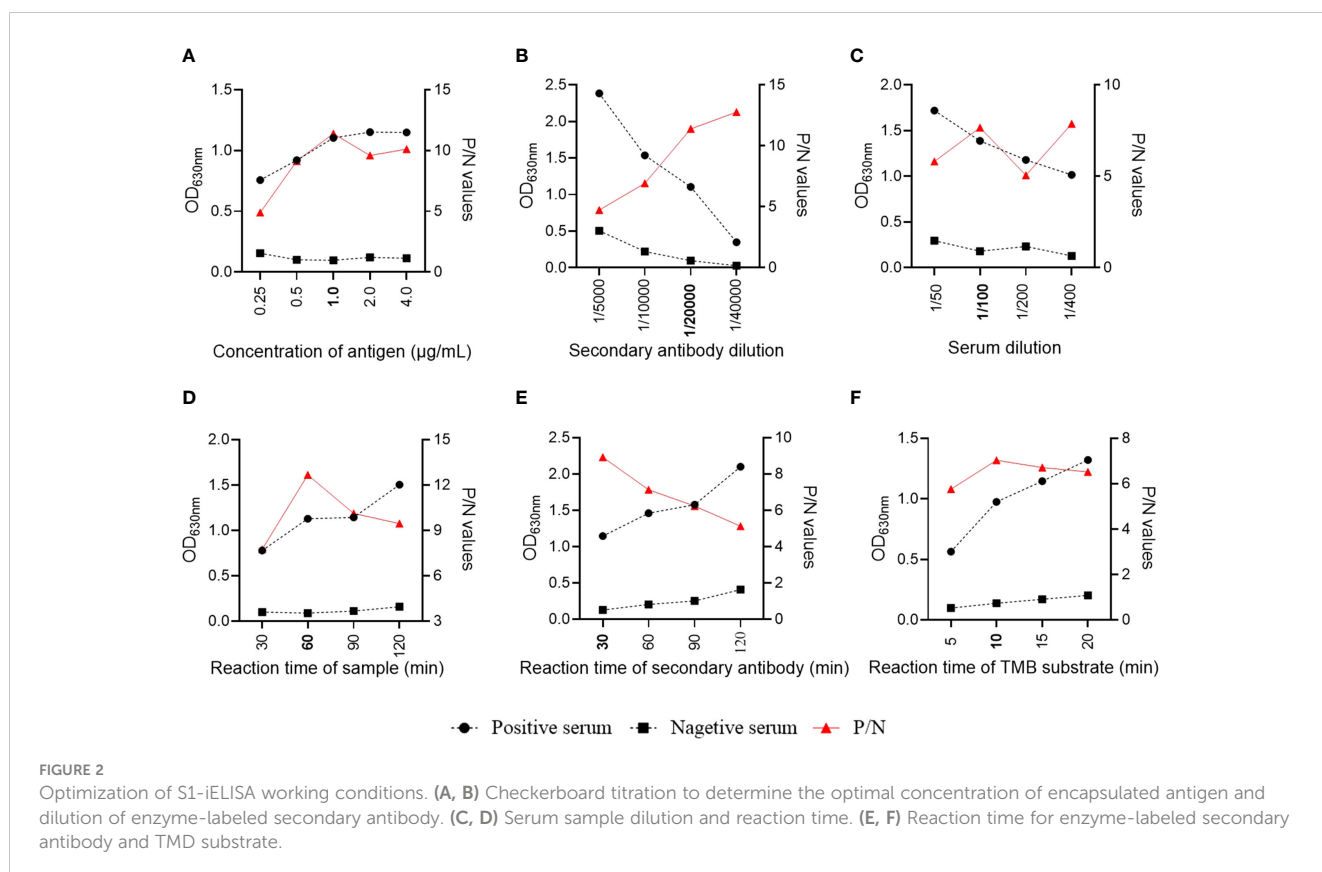 A
B
C
1.5
1.0
0.5
0.0
OD630nm
15
10
5
0
P/N values
0.25
0.5
1.0
2.0
4.0
Concentration of antigen (µg/mL)
2.5
2.0
1.5
1.0
0.5
0.0
OD630nm
15
10
5
0
P/N values
1/5000
1/10000
1/20000
1/40000
Secondary antibody dilution
2.0
1.5
1.0
0.5
0.0
OD630nm
10
5
0
P/N values
1/50
1/100
1/200
1/400
Serum dilution
D
E
F
2.0
1.5
1.0
0.5
0.0
OD630nm
15
12
9
6
3
P/N values
30
60
90
120
Reaction time of sample (min)
2.5
2.0
1.5
1.0
0.5
0.0
OD630nm
10
8
6
4
2
0
P/N values
30
60
90
120
Reaction time of secondary antibody (min)
1.5
1.0
0.5
0.0
OD630nm
8
6
4
2
0
P/N values
5
10
15
20
Reaction time of TMB substrate (min)
Positive serum Nagetive serum P/N
FIGURE 2
Optimization of S1-iELISA working conditions. (A, B) Checkerboard titration to determine the optimal concentration of encapsulated antigen and
dilution of enzyme-labeled secondary antibody. (C, D) Serum sample dilution and reaction time. (E, F) Reaction time for enzyme-labeled secondary
antibody and TMD substrate.